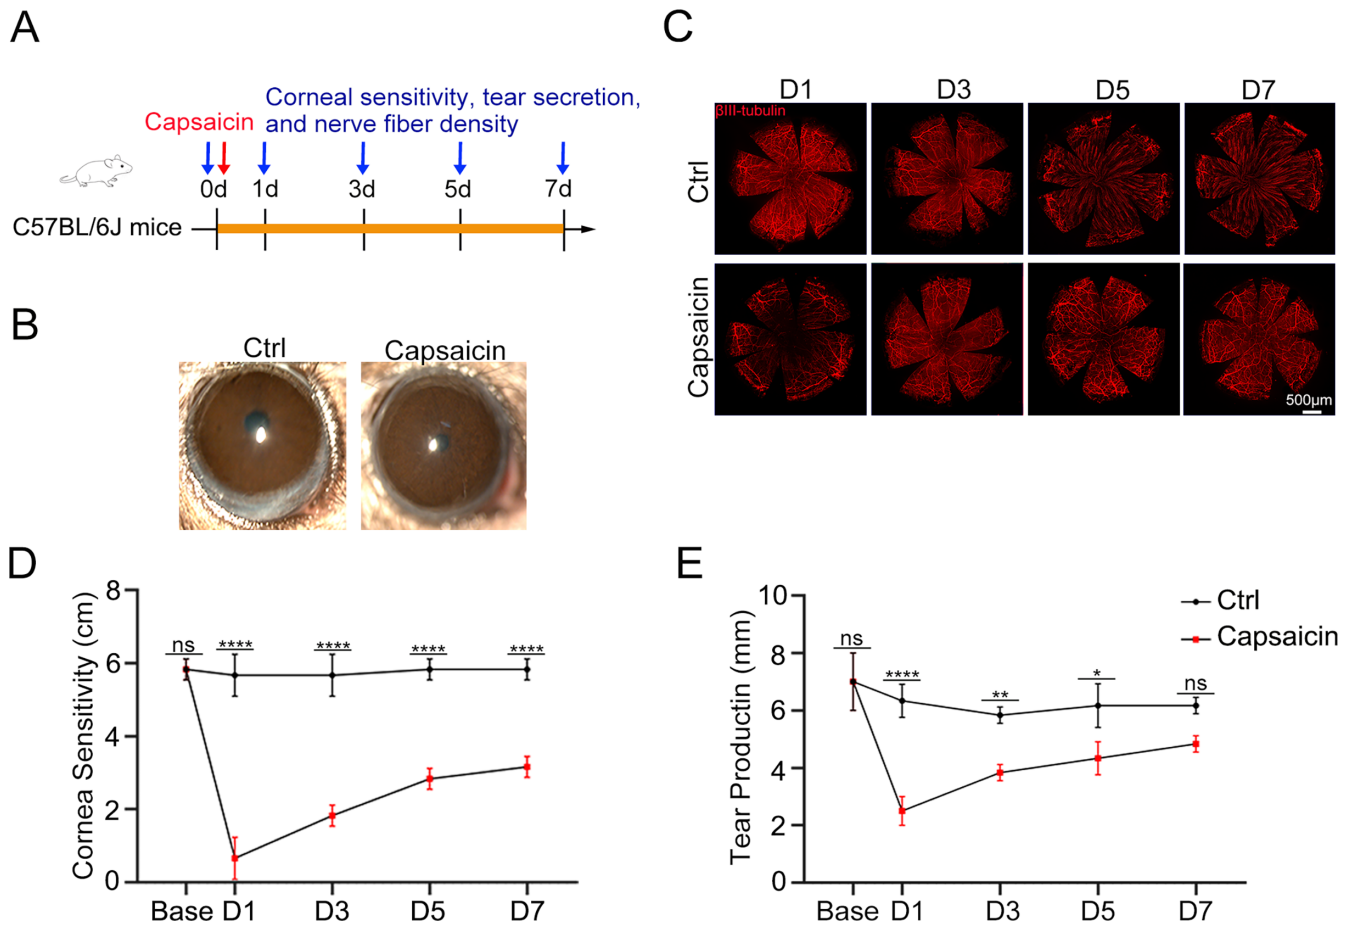 A
Capsaicin
Corneal sensitivity, tear secretion,
and nerve fiber density
0d 1d 3d 5d 7d
C57BL/6J mice
B
Ctrl Capsaicin
C
D1 D3 D5 D7
βIII-tubulin
Ctrl
Capsaicin
500μm
D
Cornea Sensitivity (cm)
8
6
4
2
0
ns **** **** **** ****
Base D1 D3 D5 D7
E
Tear Productin (mm)
10
8
6
4
2
0
ns **** ** * ns
Base D1 D3 D5 D7
Ctrl
Capsaicin